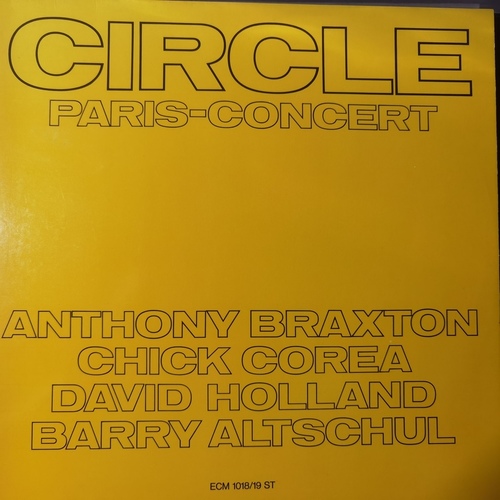 CIRCLE
PARIS-CONCERT
ANTHONY BRAXTON
CHICK COREA
DAVID HOLLAND
BARRY ALTSCHUL
ECM 1018/19 ST